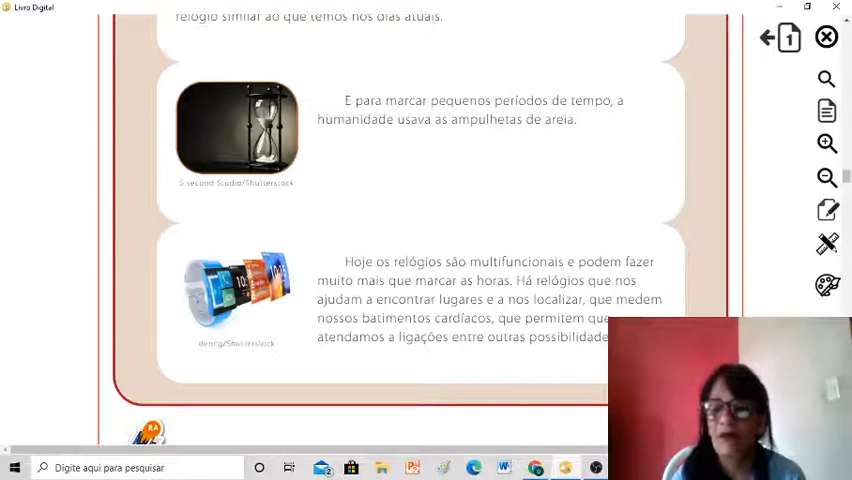 Livro Digital
relógio similar ao que temos nos dias atuais.
1
E para marcar pequenos períodos de tempo, a
humanidade usava as ampulhetas de areia.
5 second Studio/Shutterstock
Hoje os relógios são multifuncionais e podem fazer
muito mais que marcar as horas. Há relógios que nos
ajudam a encontrar lugares e a nos localizar, que medem
nossos batimentos cardíacos, que permitem que
atendamos a ligações entre outras possibilidade
RA
Digite aqui para pesquisar